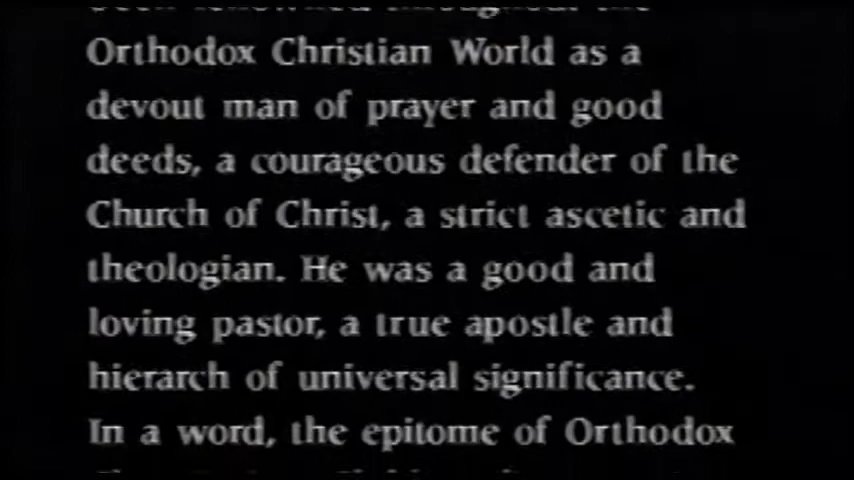 Orthodox Christian World as a
devout man of prayer and good
deeds, a courageous defender of the
Church of Christ, a strict ascetic and
theologian. He was a good and
loving pastor, a true apostle and
hierarch of universal significance.
In a word, the epitome of Orthodox